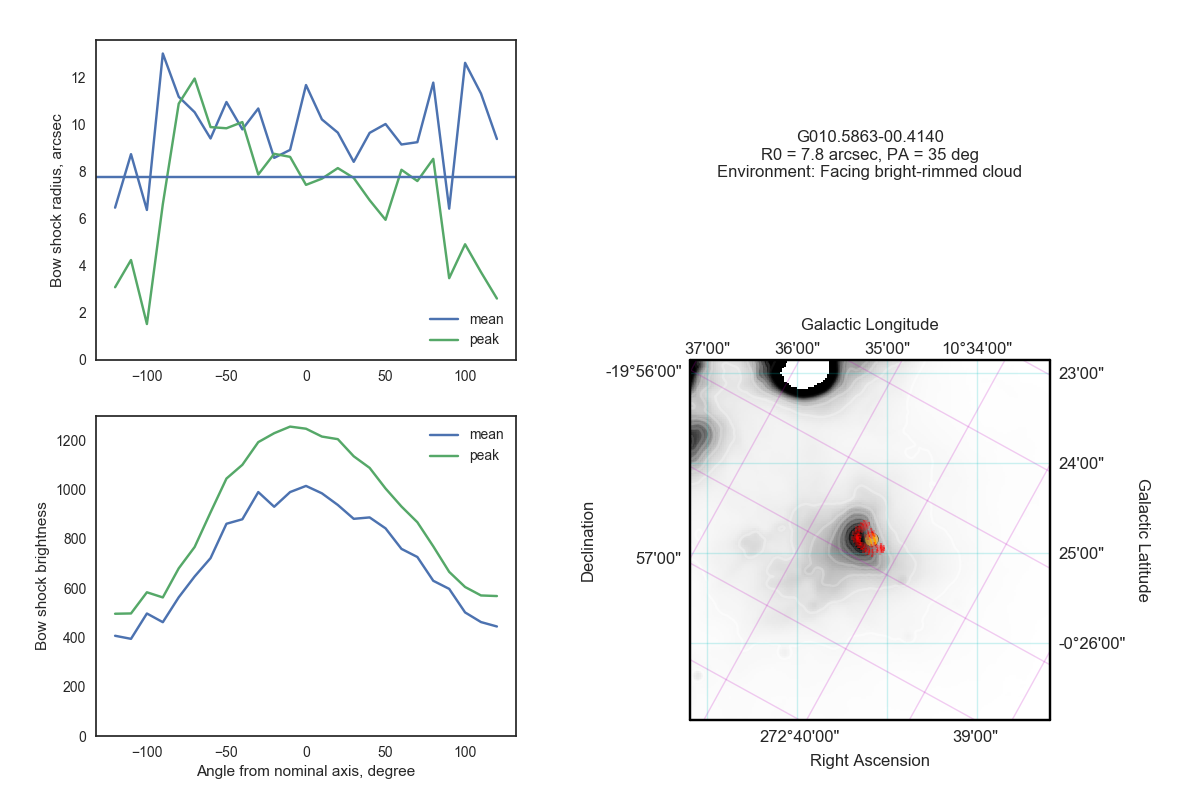 12
10
8
6
4
2
0
Bow shock radius, arcsec
mean
peak
−100
−50
0
50
100
1200
1000
800
600
400
200
0
Bow shock brightness
mean
peak
−100
−50
0
50
100
Angle from nominal axis, degree
G010.5863-00.4140
R0 = 7.8 arcsec, PA = 35 deg
Environment: Facing bright-rimmed cloud
Galactic Longitude
37'00"
36'00"
35'00"
10°34'00"
-19°56'00"
57'00"
Declination
23'00"
24'00"
25'00"
-0°26'00"
Galactic Latitude
272°40'00"
39'00"
Right Ascension